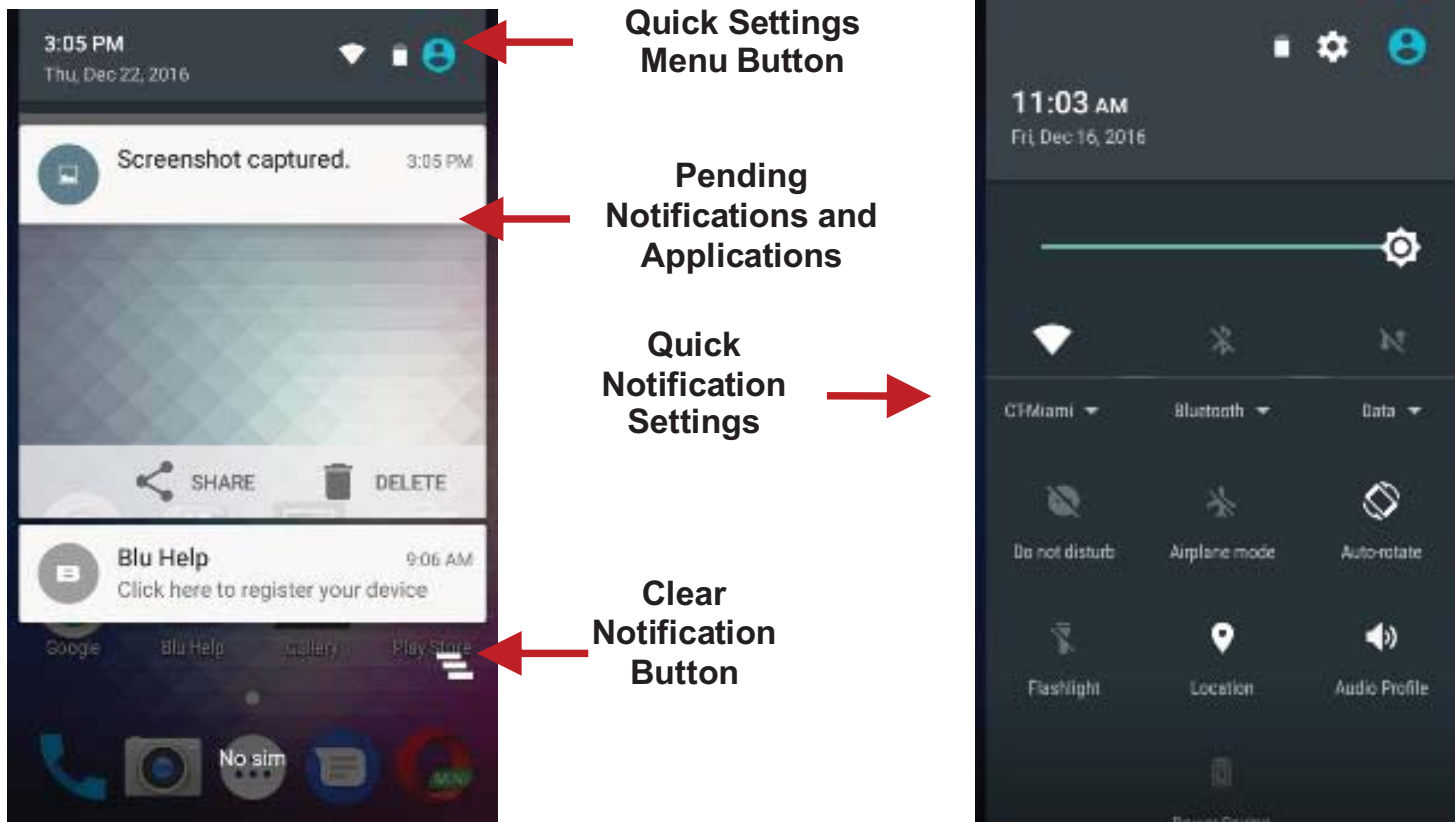 3:05 PM
Thu, Dec 22, 2016
Screenshot captured.
3:05 PM
SHARE
DELETE
Blu Help
9:06 AM
Click here to register your device
Google
Blu Help
Gallery
Play Store
No sim
Quick Settings
Menu Button
Pending
Notifications and
Applications
Quick
Notification
Settings
Clear
Notification
Button
11:03 AM
Fri, Dec 16, 2016
CT-Miami
Bluetooth
Data
Do not disturb
Airplane mode
Auto-rotate
Flashlight
Location
Audio Profile